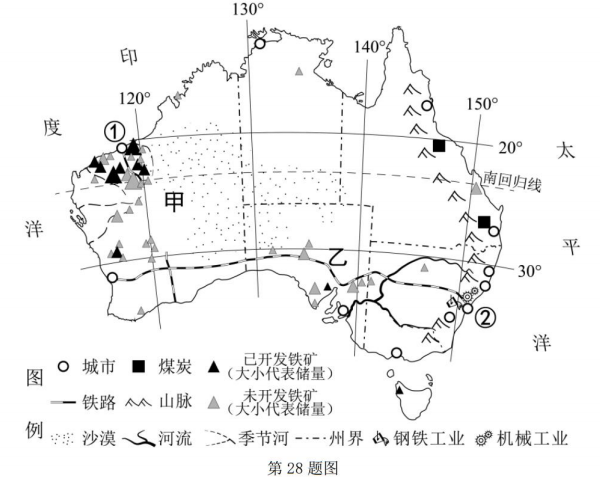 130°
印
140°
120°
150°
度
①
20°
太
南回归线
甲
洋
乙
平
30°
②
洋
图
例
城市 煤炭 已开发铁矿
(大小代表储量)
铁路 山脉 未开发铁矿
(大小代表储量)
沙漠 河流 季节河 州界 钢铁工业 机械工业
第28题图